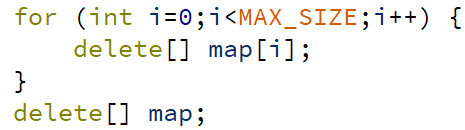 for (int i=0;i<MAX_SIZE;i++) {
    delete[] map[i];
}
delete[] map;